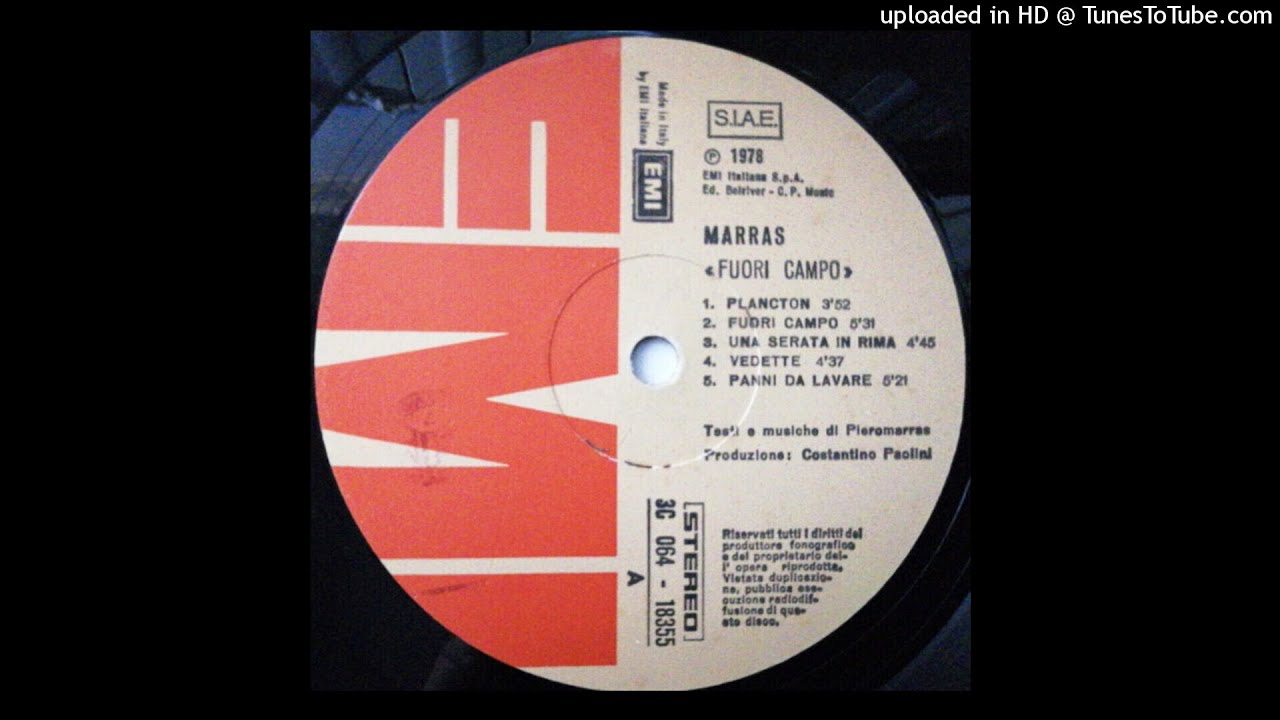 uploaded in HD @ TunesToTube.com
Made in Italy
by EMI Italiana
EMI
S.I.A.E.
℗ 1978
EMI Italiana S.p.A.
Ed. Belriver - C. P. Music
MARRAS
«FUORI CAMPO»
1. PLANCTON 3'52
2. FUORI CAMPO 5'31
3. UNA SERATA IN RIMA 4'45
4. VEDETTE 4'37
5. PANNI DA LAVARE 5'21
Testi e musiche di Pieromarras
Produzione: Costantino Paolini
STEREO
3C 064 - 18355
A
Riservati tutti i diritti del
produttore fonografico
e del proprietario del-
l' opera riprodotta.
Vietata duplicazio-
ne, pubblica ese-
cuzione radiodif-
fusione di que-
sto disco.
EMI